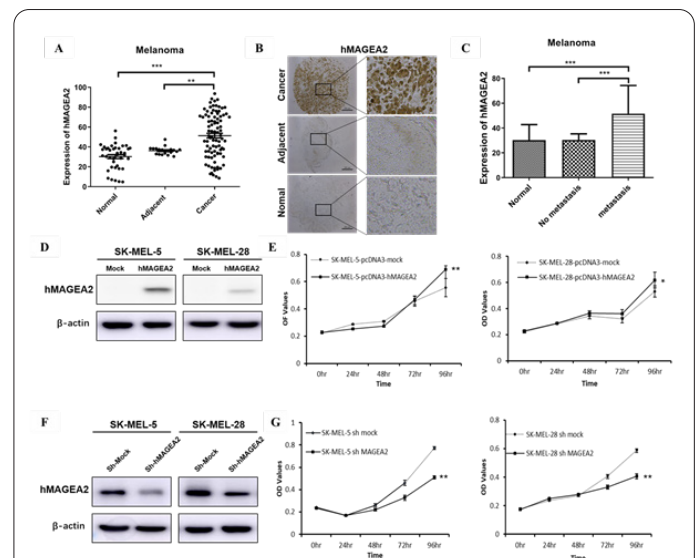 A
Melanoma
***
**
Expression of hMAGEA2
100
80
60
40
20
0
Normal
Adjacent
Cancer
B
hMAGEA2
Cancer
Adjacent
Nomal
C
Melanoma
***
***
Expression of hMAGEA2
100
80
60
40
20
0
Normal
No metastasis
metastasis
D
SK-MEL-5 SK-MEL-28
Mock hMAGEA2 Mock hMAGEA2
hMAGEA2
β-actin
E
SK-MEL-5-pcDNA3-mock
SK-MEL-5-pcDNA3-hMAGEA2
**
OF Values
0.8
0.6
0.4
0.2
0
0hr 24hr 48hr 72hr 96hr
Time
SK-MEL-28-pcDNA3-mock
SK-MEL-28-pcDNA3-hMAGEA2
*
OD Values
0.8
0.6
0.4
0.2
0
0hr 24hr 48hr 72hr 96hr
Time
F
SK-MEL-5 SK-MEL-28
Sh-Mock Sh-hMAGEA2 Sh-Mock Sh-hMAGEA2
hMAGEA2
β-actin
G
SK-MEL-5 sh mock
SK-MEL-5 sh MAGEA2
**
OD Values
1
0.8
0.6
0.4
0.2
0
0hr 24hr 48hr 72hr 96hr
Time
SK-MEL-28 sh mock
SK-MEL-28 sh MAGEA2
**
OD Values
0.8
0.6
0.4
0.2
0
0hr 24hr 48hr 72hr 96hr
Time